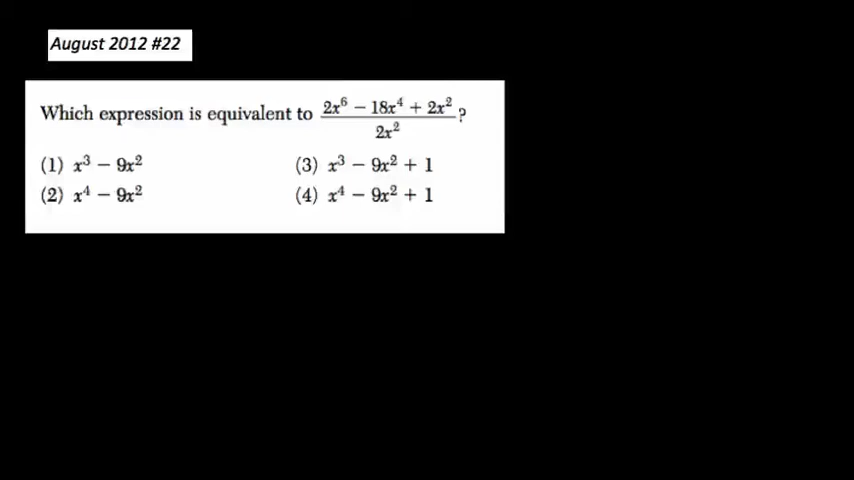 August 2012 #22
Which expression is equivalent to \frac{2x^6 - 18x^4 + 2x^2}{2x^2}?
(1) x^3 - 9x^2 (3) x^3 - 9x^2 + 1
(2) x^4 - 9x^2 (4) x^4 - 9x^2 + 1